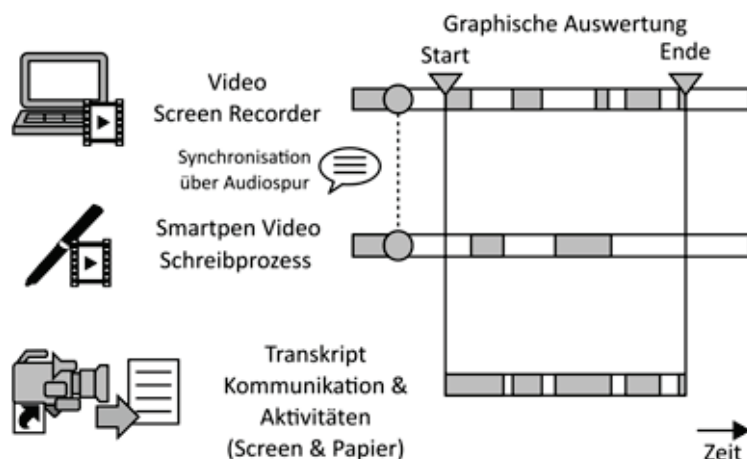 Graphische Auswertung
Start
Ende
Video
Screen Recorder
Synchronisation
über Audiospur
Smartpen Video
Schreibprozess
Transkript
Kommunikation &
Aktivitäten
(Screen & Papier)
Zeit